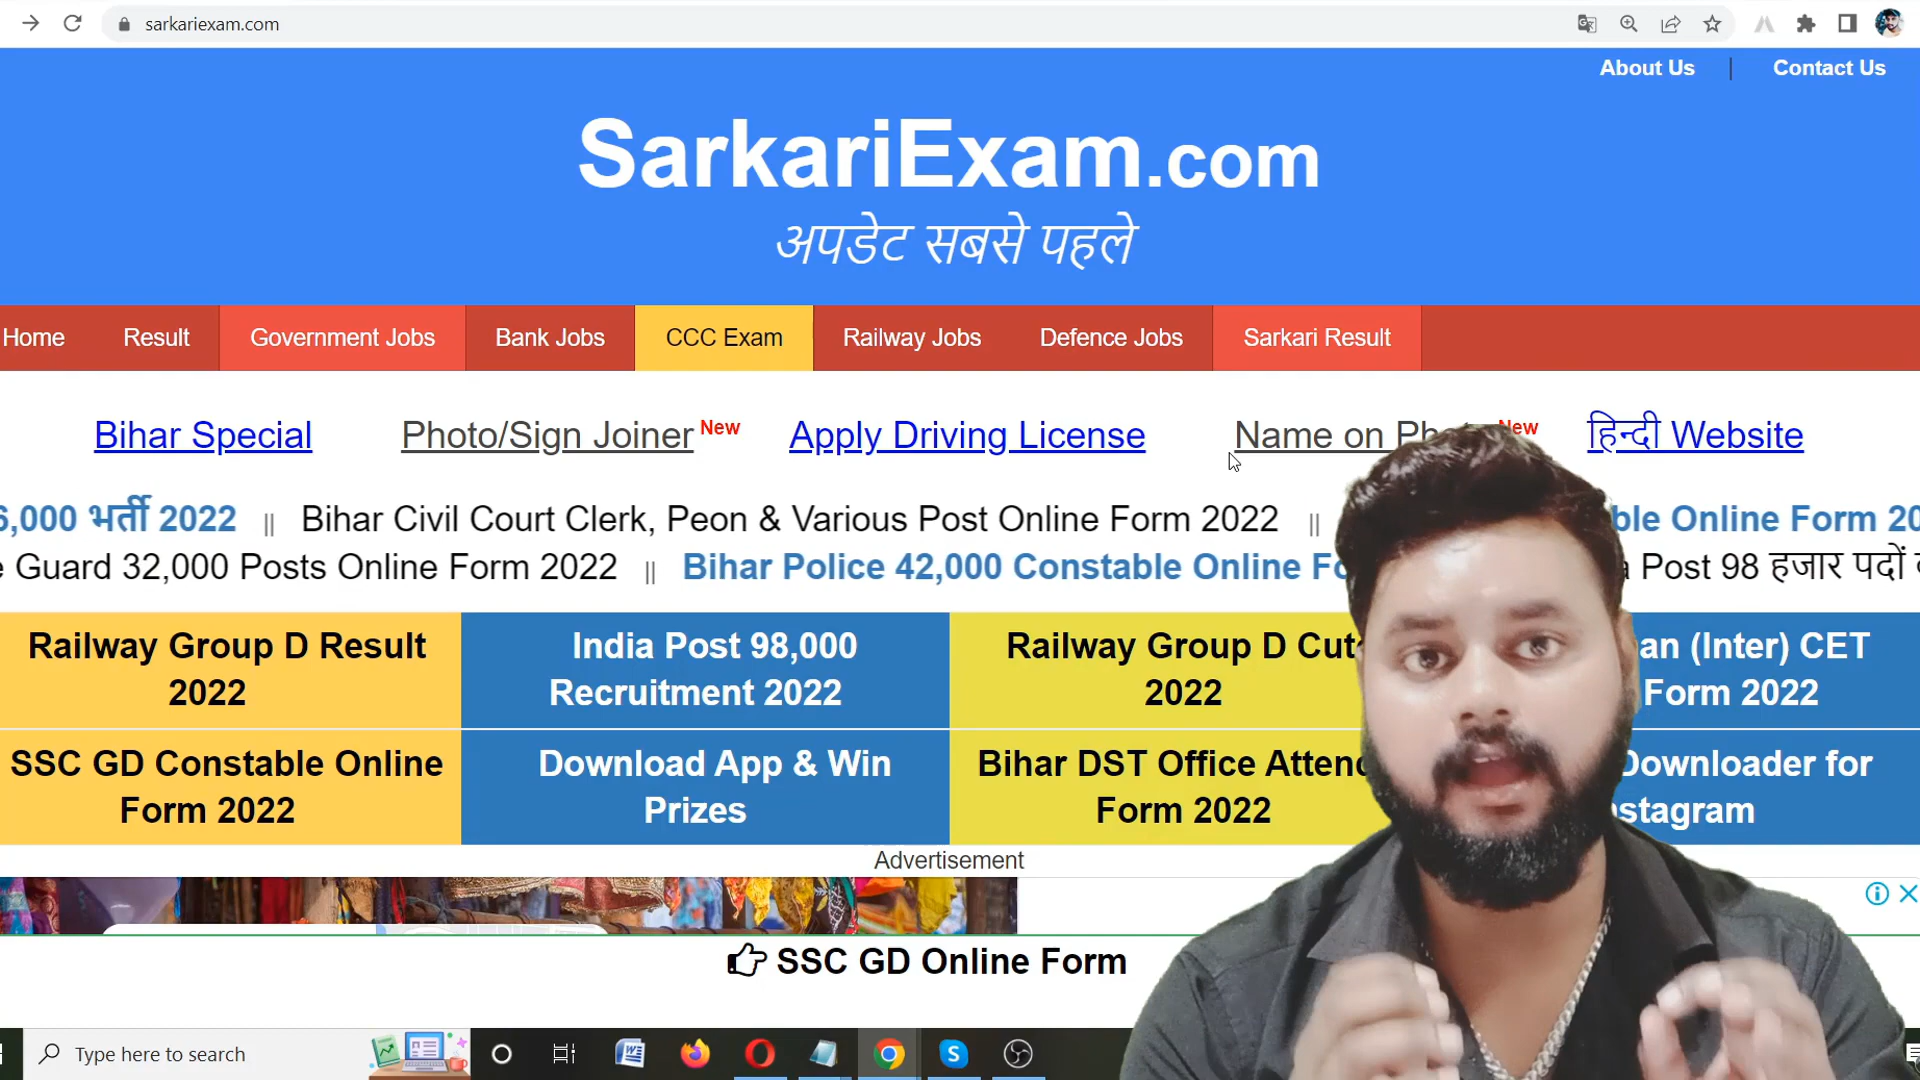 sarkariexam.com
About Us | Contact Us
SarkariExam.com
अपडेट सबसे पहले
Home Result Government Jobs Bank Jobs CCC Exam Railway Jobs Defence Jobs Sarkari Result
Bihar Special Photo/Sign Joiner New Apply Driving License Name on New हिन्दी Website
6,000 भर्ती 2022 || Bihar Civil Court Clerk, Peon & Various Post Online Form 2022 || Online Form
Guard 32,000 Posts Online Form 2022 || Bihar Police 42,000 Constable Online Post 98 हजार पदों
Railway Group D Result
2022
India Post 98,000
Recruitment 2022
Railway Group D Cut
2022
(Inter) CET
Form 2022
SSC GD Constable Online
Form 2022
Download App & Win
Prizes
Bihar DST Office
Form 2022
Downloader for
Advertisement
SSC GD Online Form
Type here to search